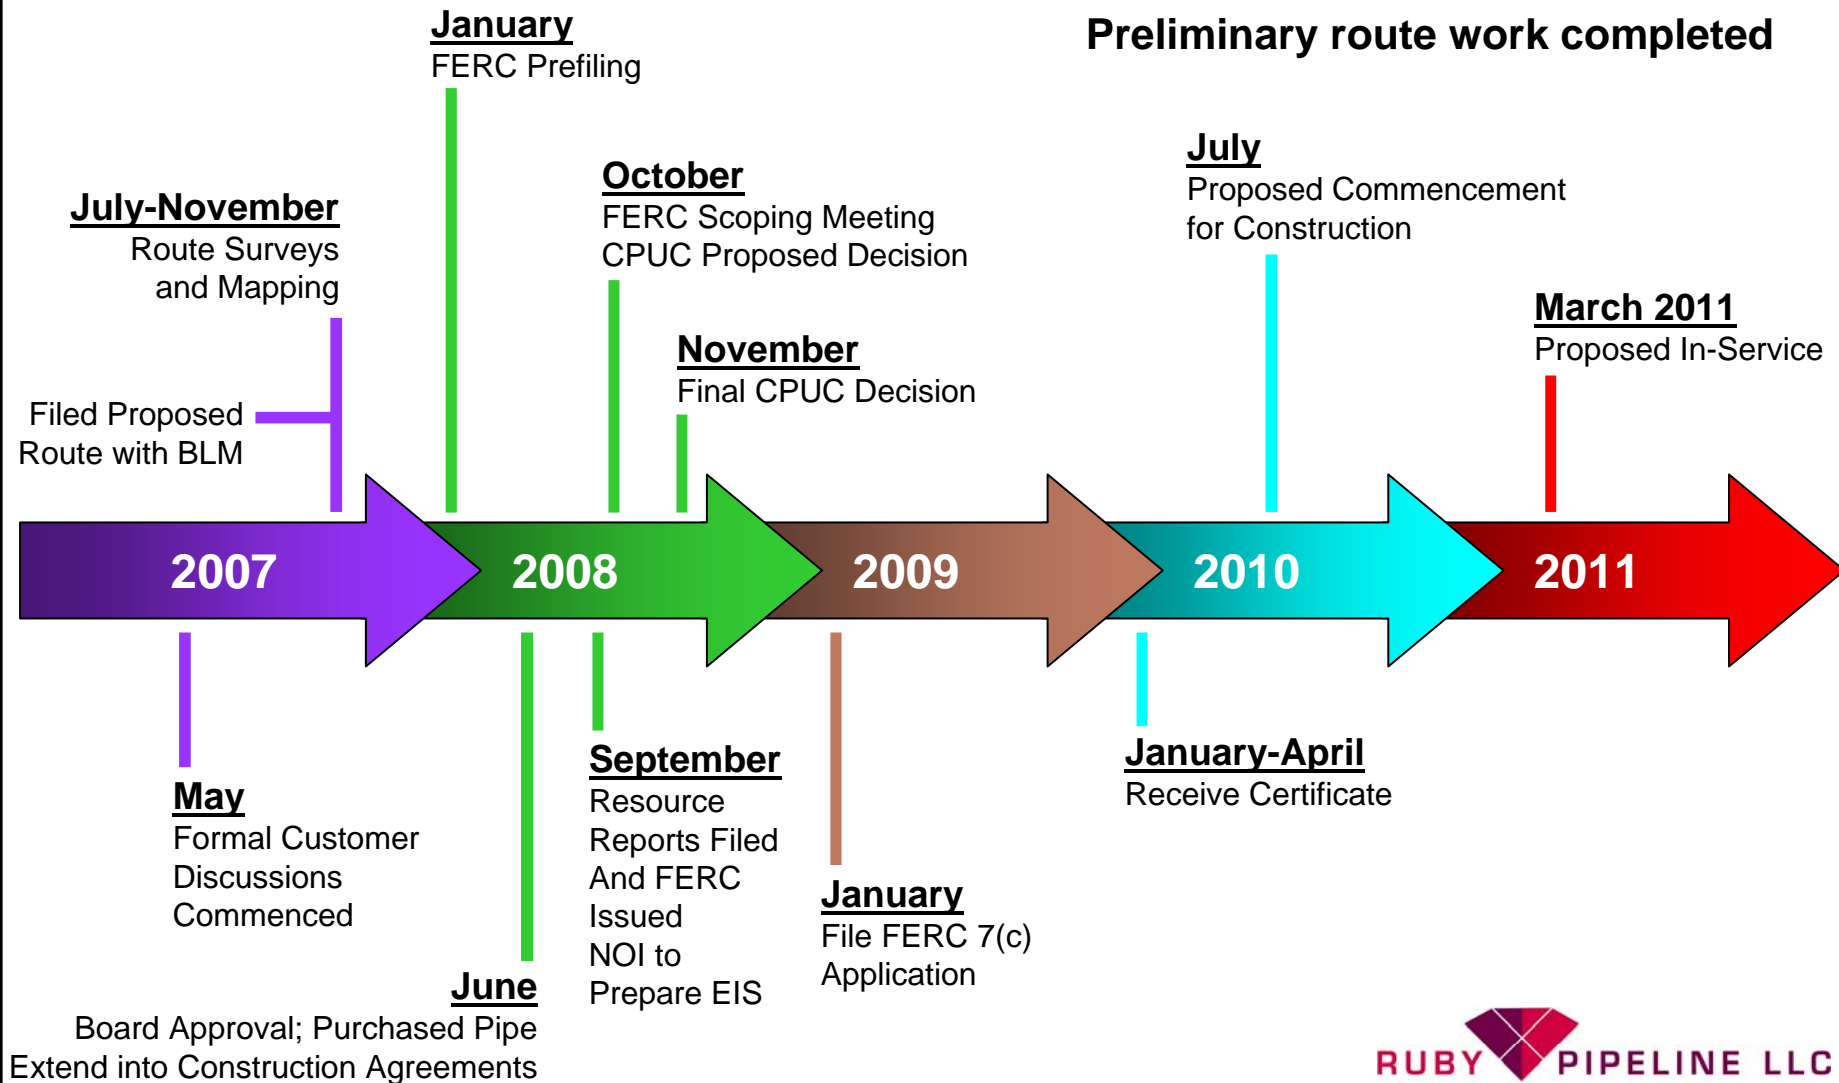 Preliminary route work completed
January
FERC Prefiling
July-November
Route Surveys
and Mapping
Filed Proposed
Route with BLM
October
FERC Scoping Meeting
CPUC Proposed Decision
November
Final CPUC Decision
July
Proposed Commencement
for Construction
March 2011
Proposed In-Service
2007
2008
2009
2010
2011
May
Formal Customer
Discussions
Commenced
June
Board Approval; Purchased Pipe
Extend into Construction Agreements
September
Resource
Reports Filed
And FERC
Issued
NOI to
Prepare EIS
January
File FERC 7(c)
Application
January-April
Receive Certificate
RUBY PIPELINE LLC